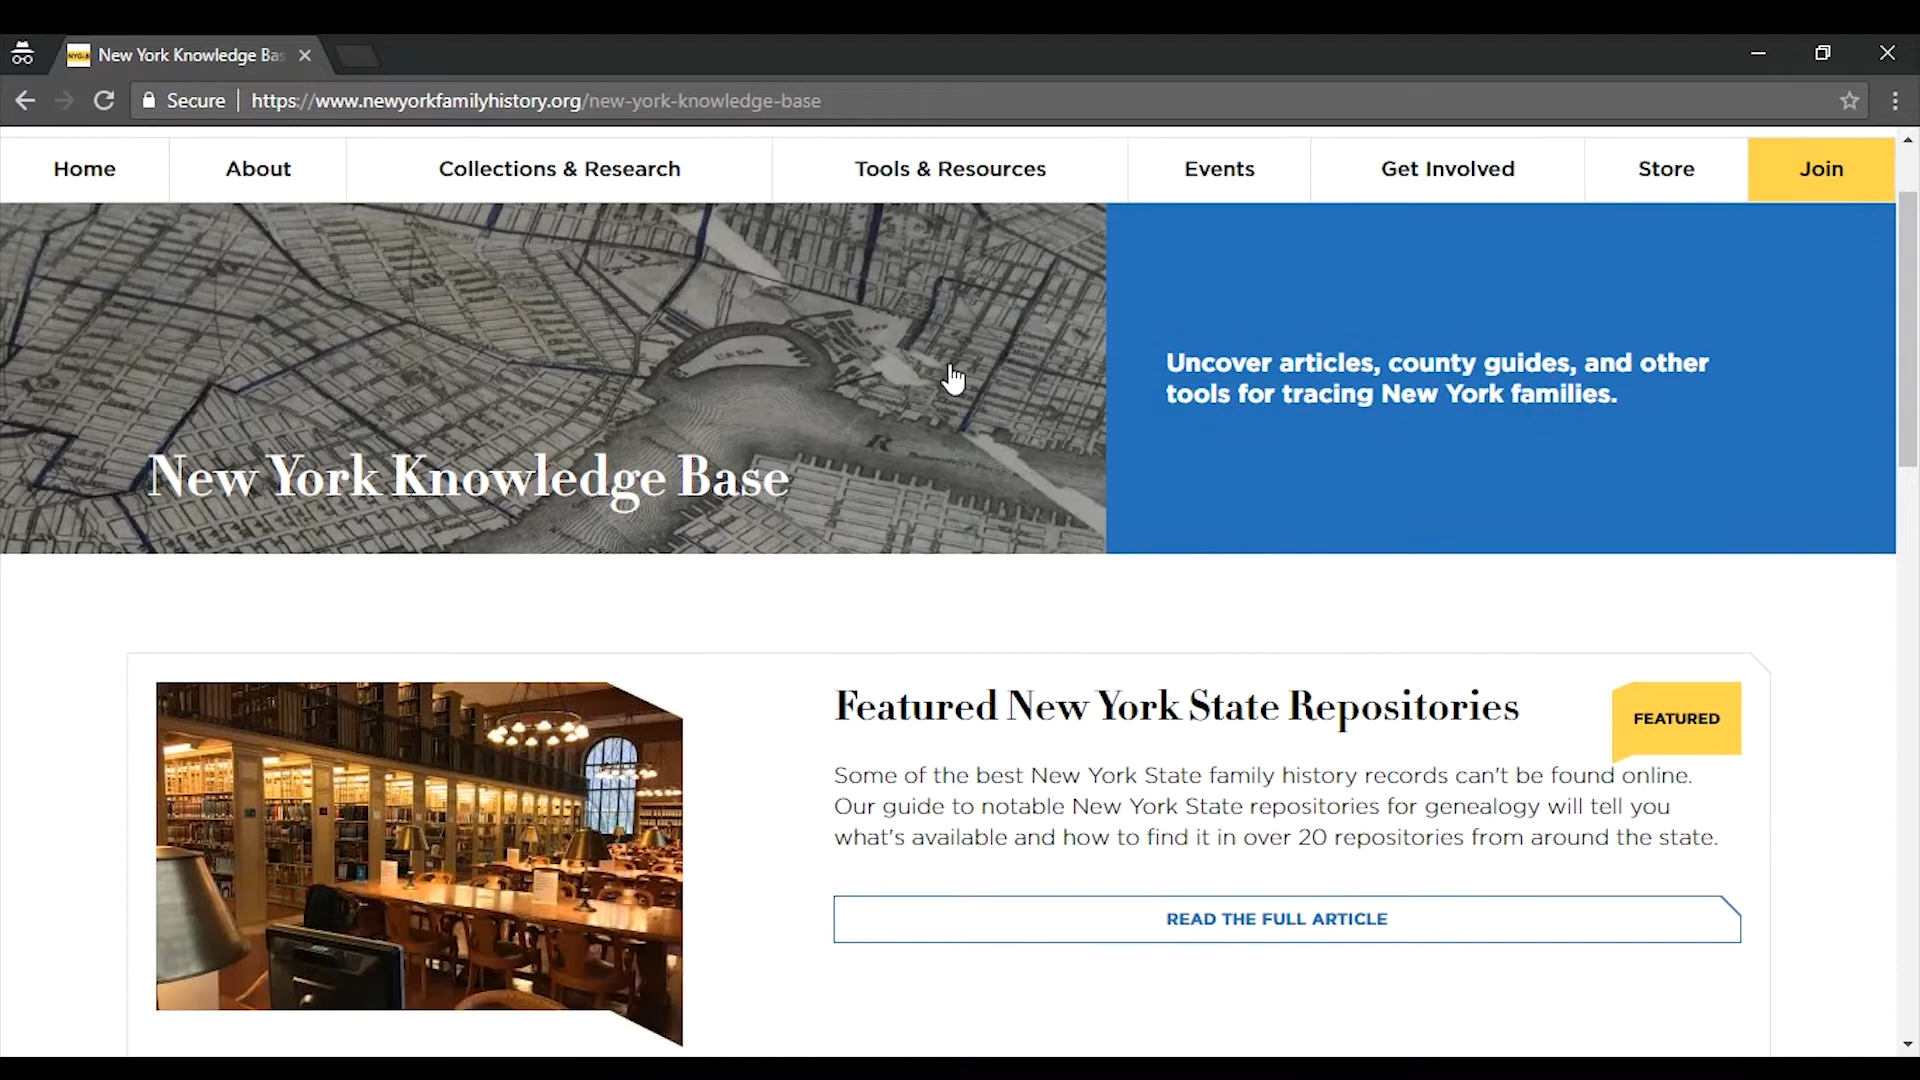 New York Knowledge Bas
Secure
https://www.newyorkfamilyhistory.org/new-york-knowledge-base
Home
About
Collections & Research
Tools & Resources
Events
Get Involved
Store
Join
U.S. Dock
R
New York Knowledge Base
Uncover articles, county guides, and other
tools for tracing New York families.
Featured New York State Repositories
FEATURED
Some of the best New York State family history records can't be found online.
Our guide to notable New York State repositories for genealogy will tell you
what's available and how to find it in over 20 repositories from around the state.
READ THE FULL ARTICLE